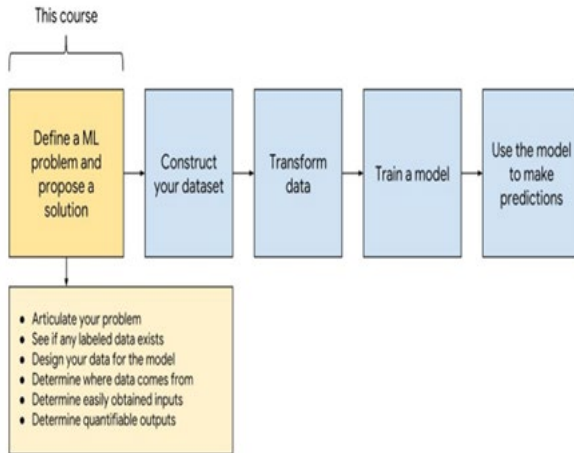 This course
Define a ML
problem and
propose a
solution
Construct
your dataset
Transform
data
Train a model
Use the model
to make
predictions
• Articulate your problem
• See if any labeled data exists
• Design your data for the model
• Determine where data comes from
• Determine easily obtained inputs
• Determine quantifiable outputs